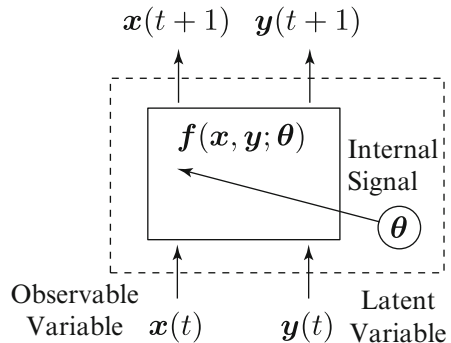 x(t + 1) y(t + 1)
f(x, y; θ)
Internal
Signal
θ
Observable
Variable x(t)
y(t) Latent
Variable